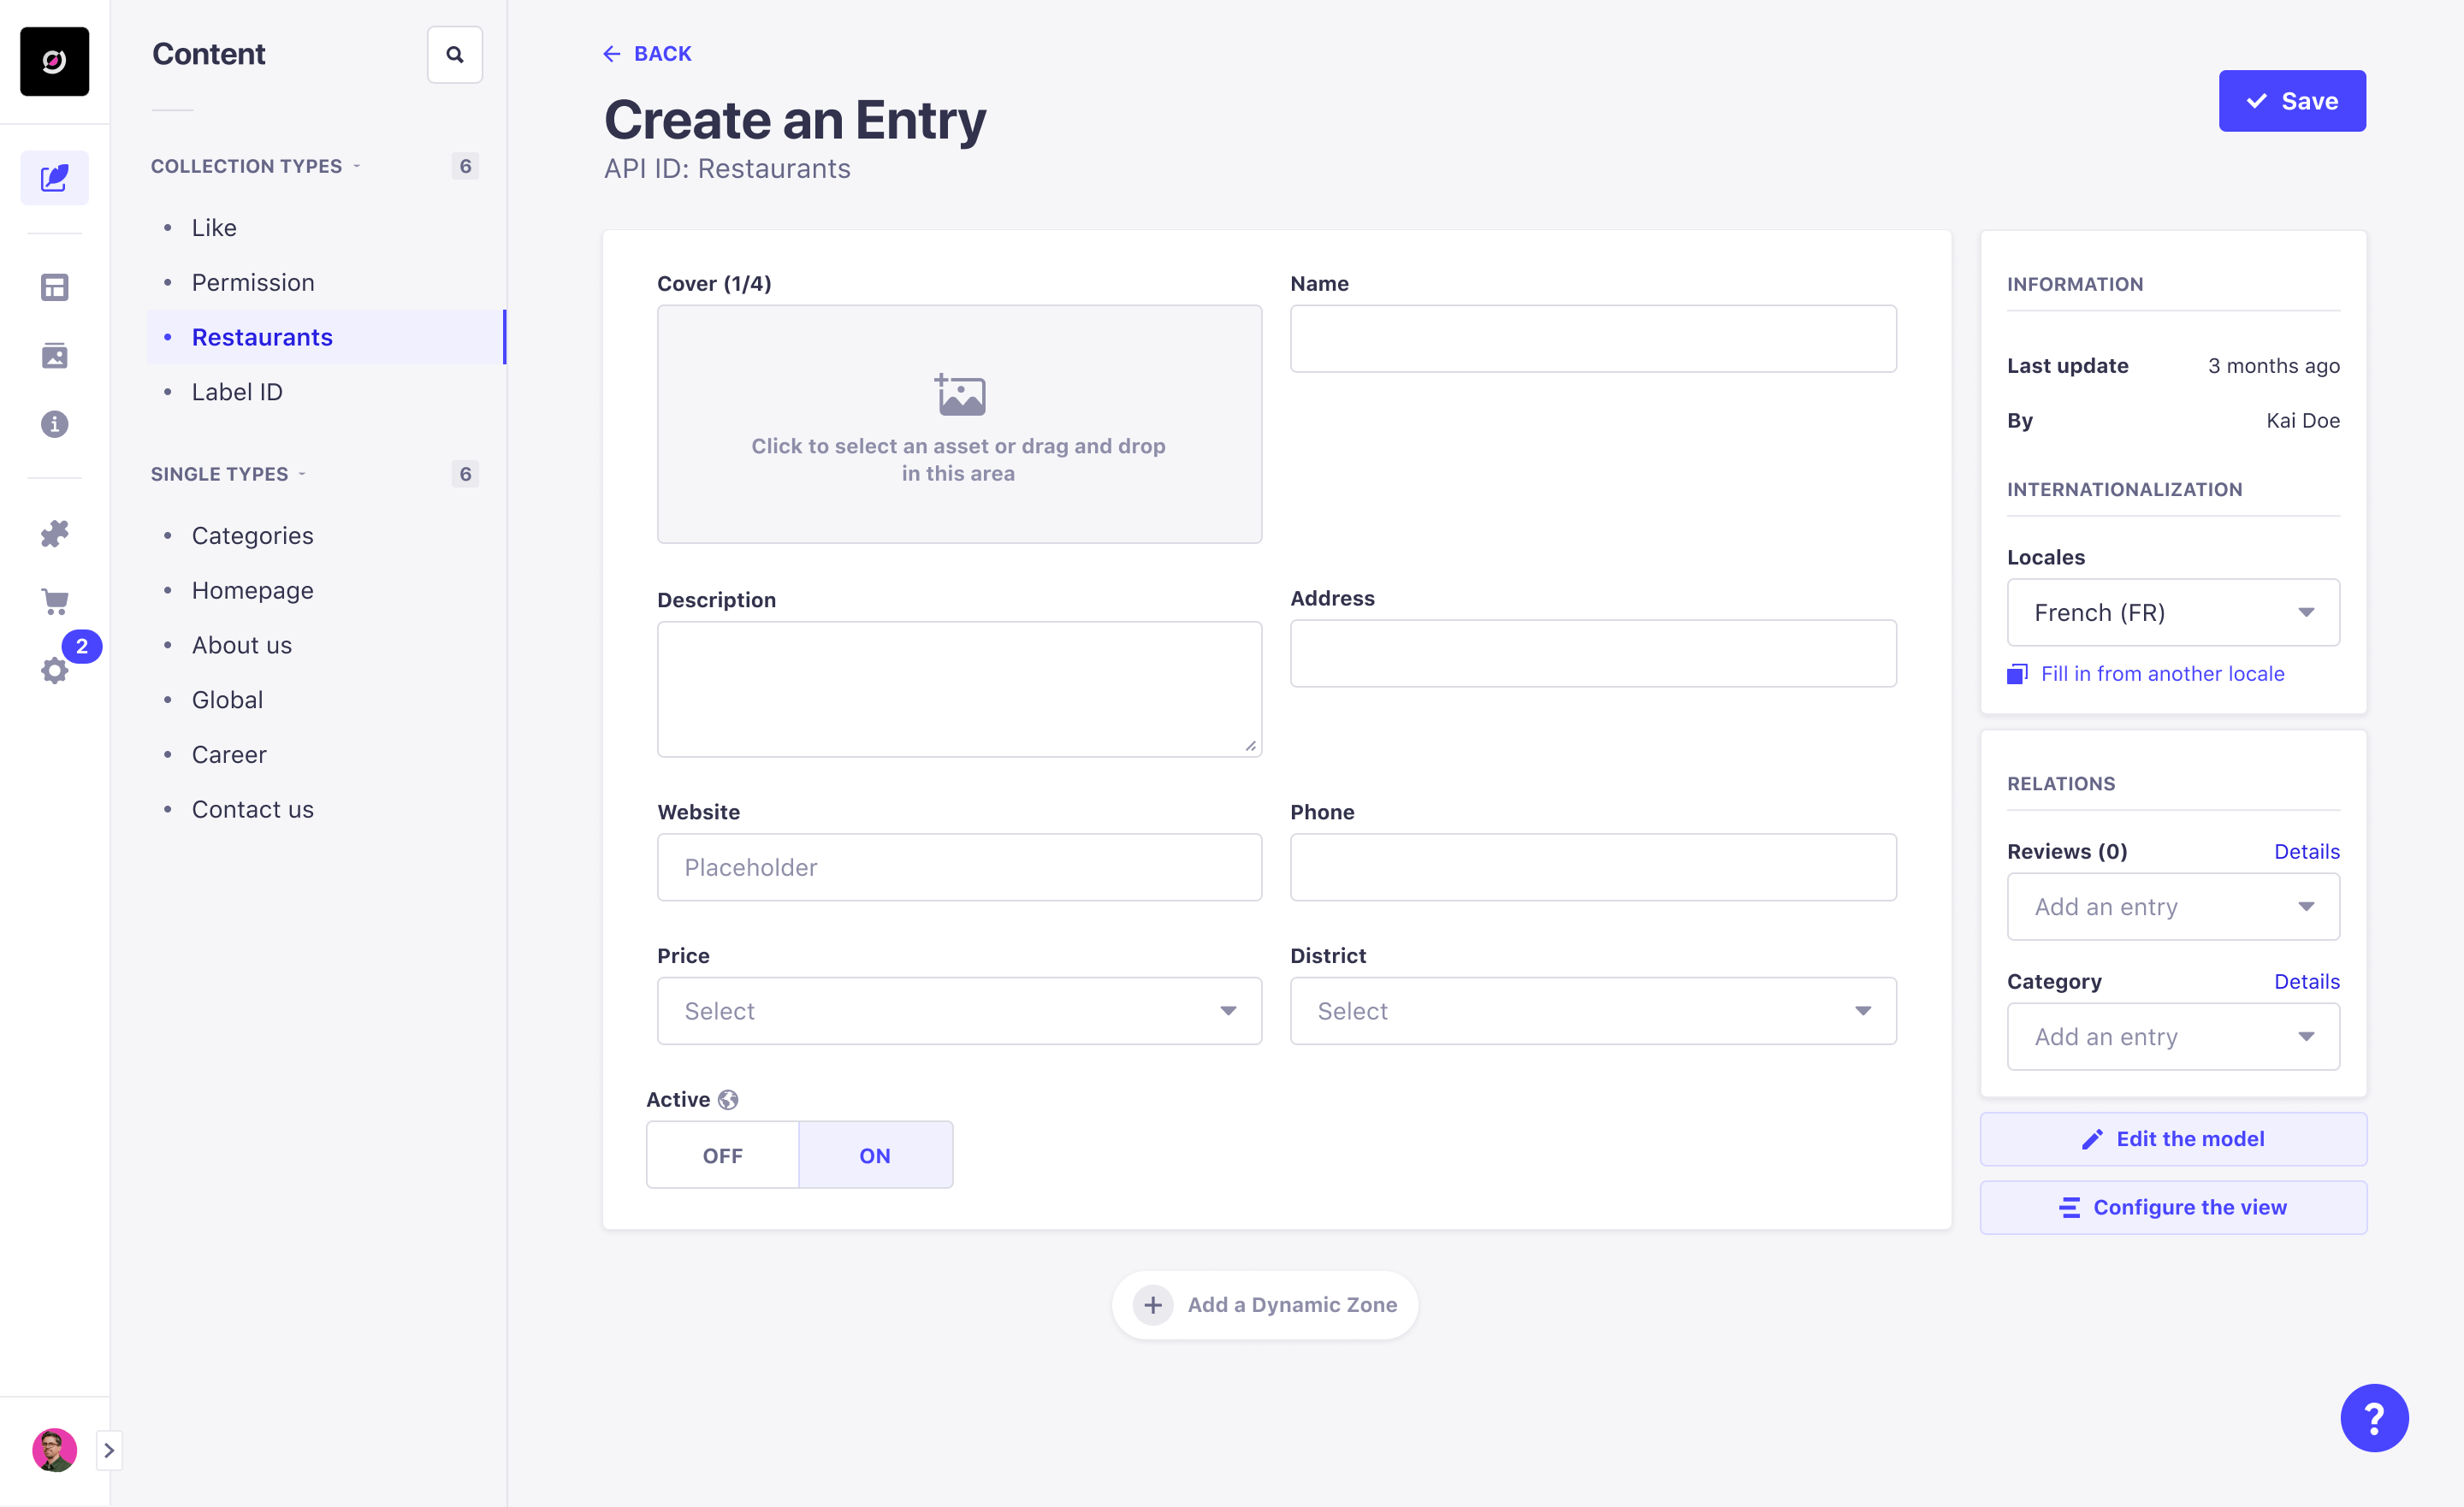 Content
COLLECTION TYPES
6
Like
Permission
Restaurants
Label ID
SINGLE TYPES
6
Categories
Homepage
About us
Global
Career
Contact us
2
BACK
Create an Entry
API ID: Restaurants
Save
Cover (1/4)
Click to select an asset or drag and drop
in this area
Name
Description
Address
Website
Placeholder
Phone
Price
Select
District
Select
Active
OFF
ON
Add a Dynamic Zone
INFORMATION
Last update 3 months ago
By Kai Doe
INTERNATIONALIZATION
Locales
French (FR)
Fill in from another locale
RELATIONS
Reviews (0) Details
Add an entry
Category Details
Add an entry
Edit the model
Configure the view
?